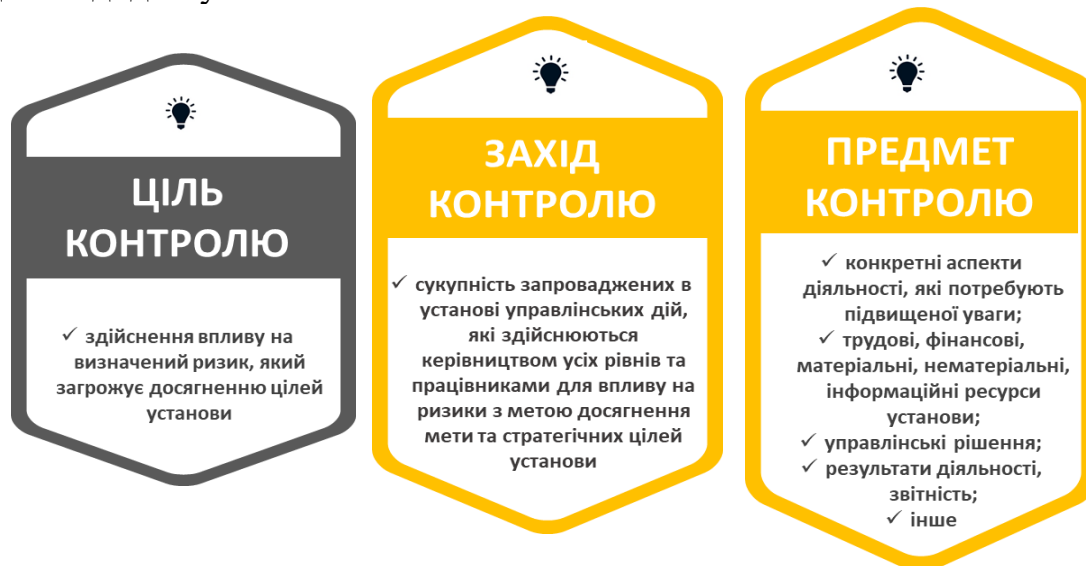 ЦІЛЬ
КОНТРОЛЮ
✓ здійснення впливу на
визначений ризик, який
загрожує досягненню цілей
установи
ЗАХІД
КОНТРОЛЮ
✓ сукупність запроваджених в
установі управлінських дій,
які здійснюються
керівництвом усіх рівнів та
працівниками для впливу на
ризики з метою досягнення
мети та стратегічних цілей
установи
ПРЕДМЕТ
КОНТРОЛЮ
✓ конкретні аспекти
діяльності, які потребують
підвищеної уваги;
✓ трудові, фінансові,
матеріальні, нематеріальні,
інформаційні ресурси
установи;
✓ управлінські рішення;
✓ результати діяльності,
звітність;
✓ інше